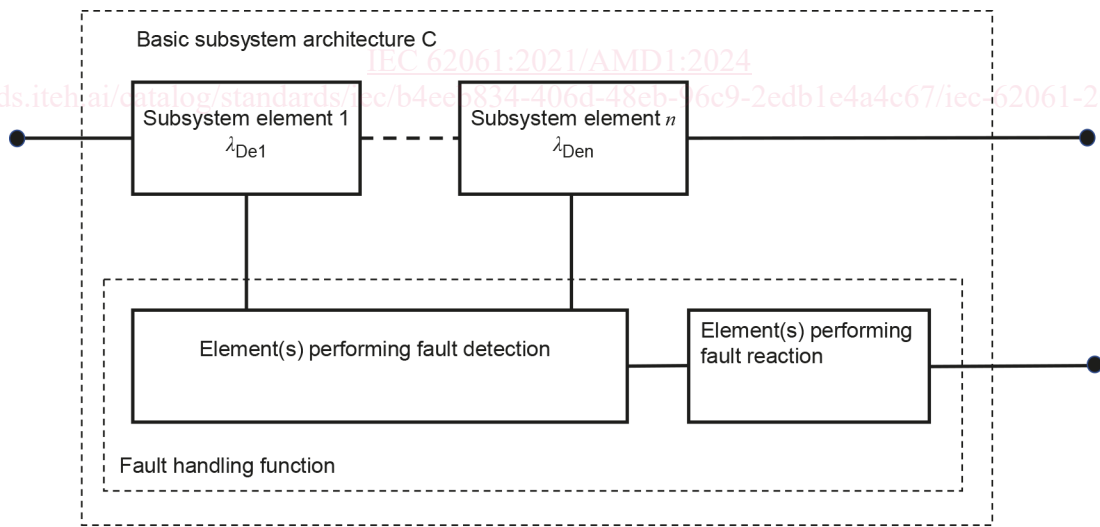 Basic subsystem architecture C
IEC 62061:2021/AMD1:2024
ds.iteh.ai/catalog/standards/iec/b4eeb834-406d-48eb-96c9-2edb1e4a4c67/iec-62061-2
Subsystem element 1
λDe1
Subsystem element n
λDen
Element(s) performing fault detection
Element(s) performing
fault reaction
Fault handling function